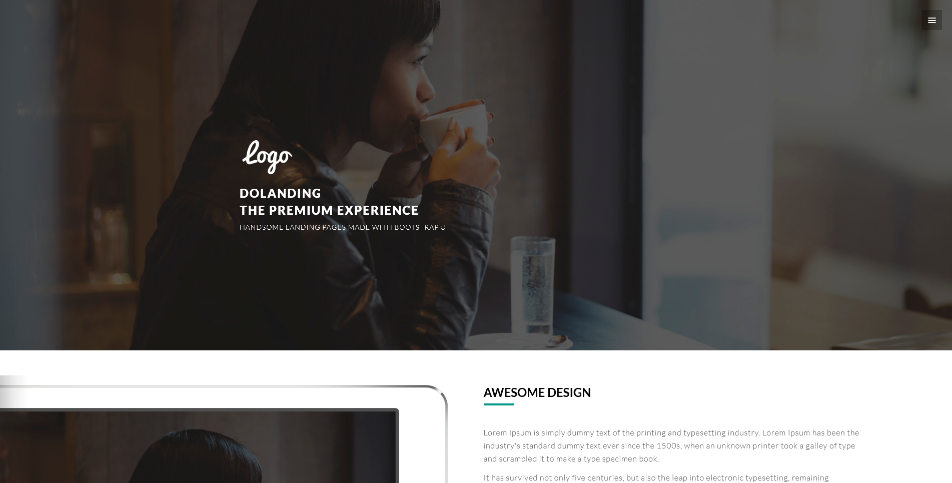 Logo
DOLANDING
THE PREMIUM EXPERIENCE
HANDSOME LANDING PAGES MADE WITH
AWESOME DESIGN
Lorem Ipsum is simply dummy text of the printing and typesetting industry. Lorem Ipsum has been the
industry's standard dummy text ever since the 1500s, when an unknown printer took a galley of type
and scrambled it to make a type specimen book.
It has survived not only five centuries, but also the leap into electronic typesetting, remaining